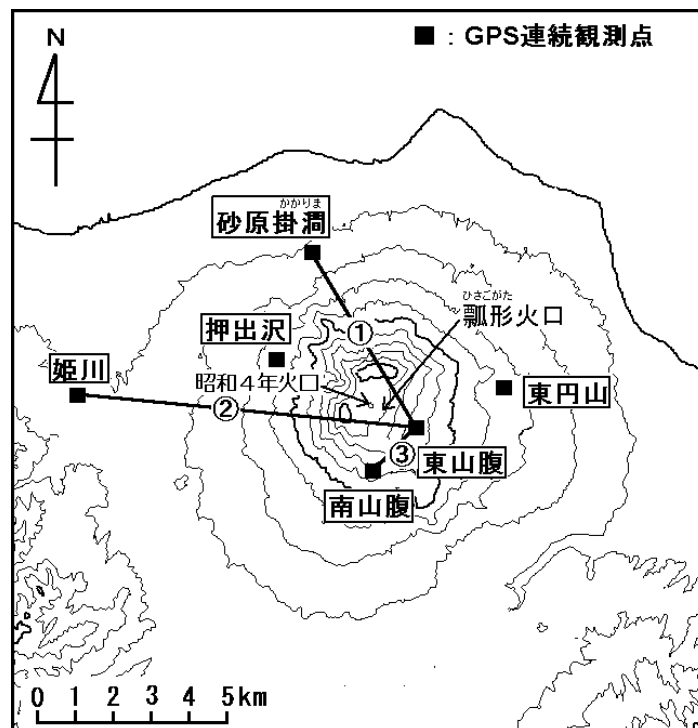 ■：GPS連続観測点
N
かかりま
砂原掛澗
ひさごがた
瓢形火口
①
押出沢
姫川
昭和４年火口
東円山
②
③
東山腹
南山腹
0 1 2 3 4 5km